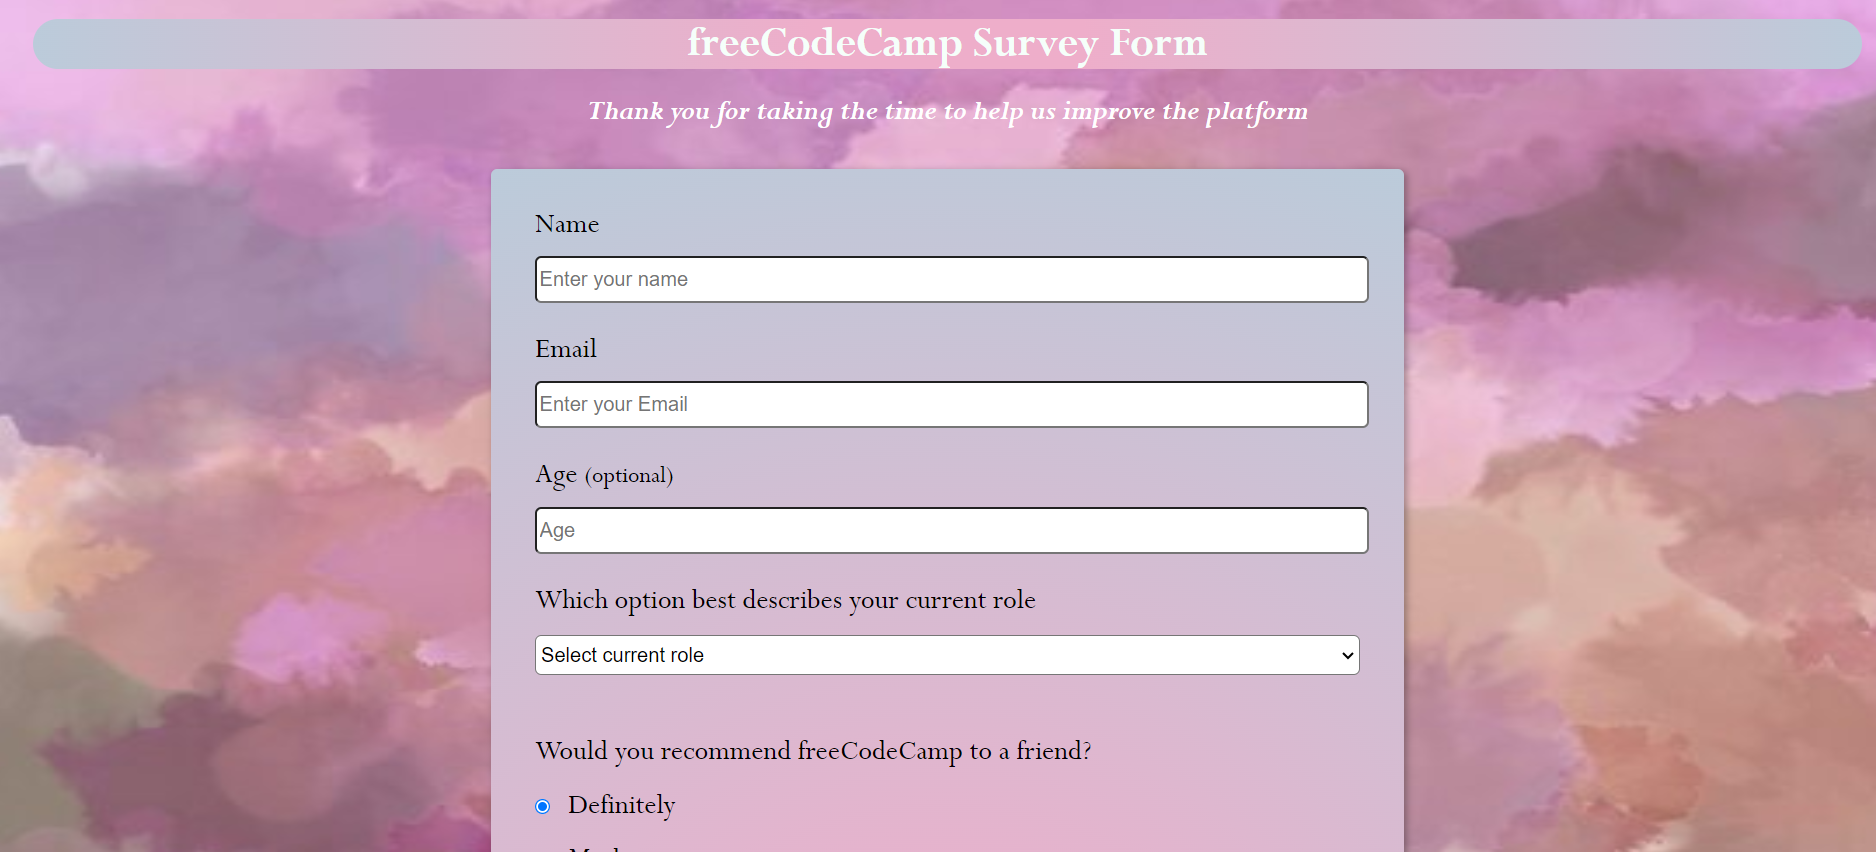 freeCodeCamp Survey Form
Thank you for taking the time to help us improve the platform
Name
Enter your name
Email
Enter your Email
Age (optional)
Age
Which option best describes your current role
Select current role
Would you recommend freeCodeCamp to a friend?
Definitely